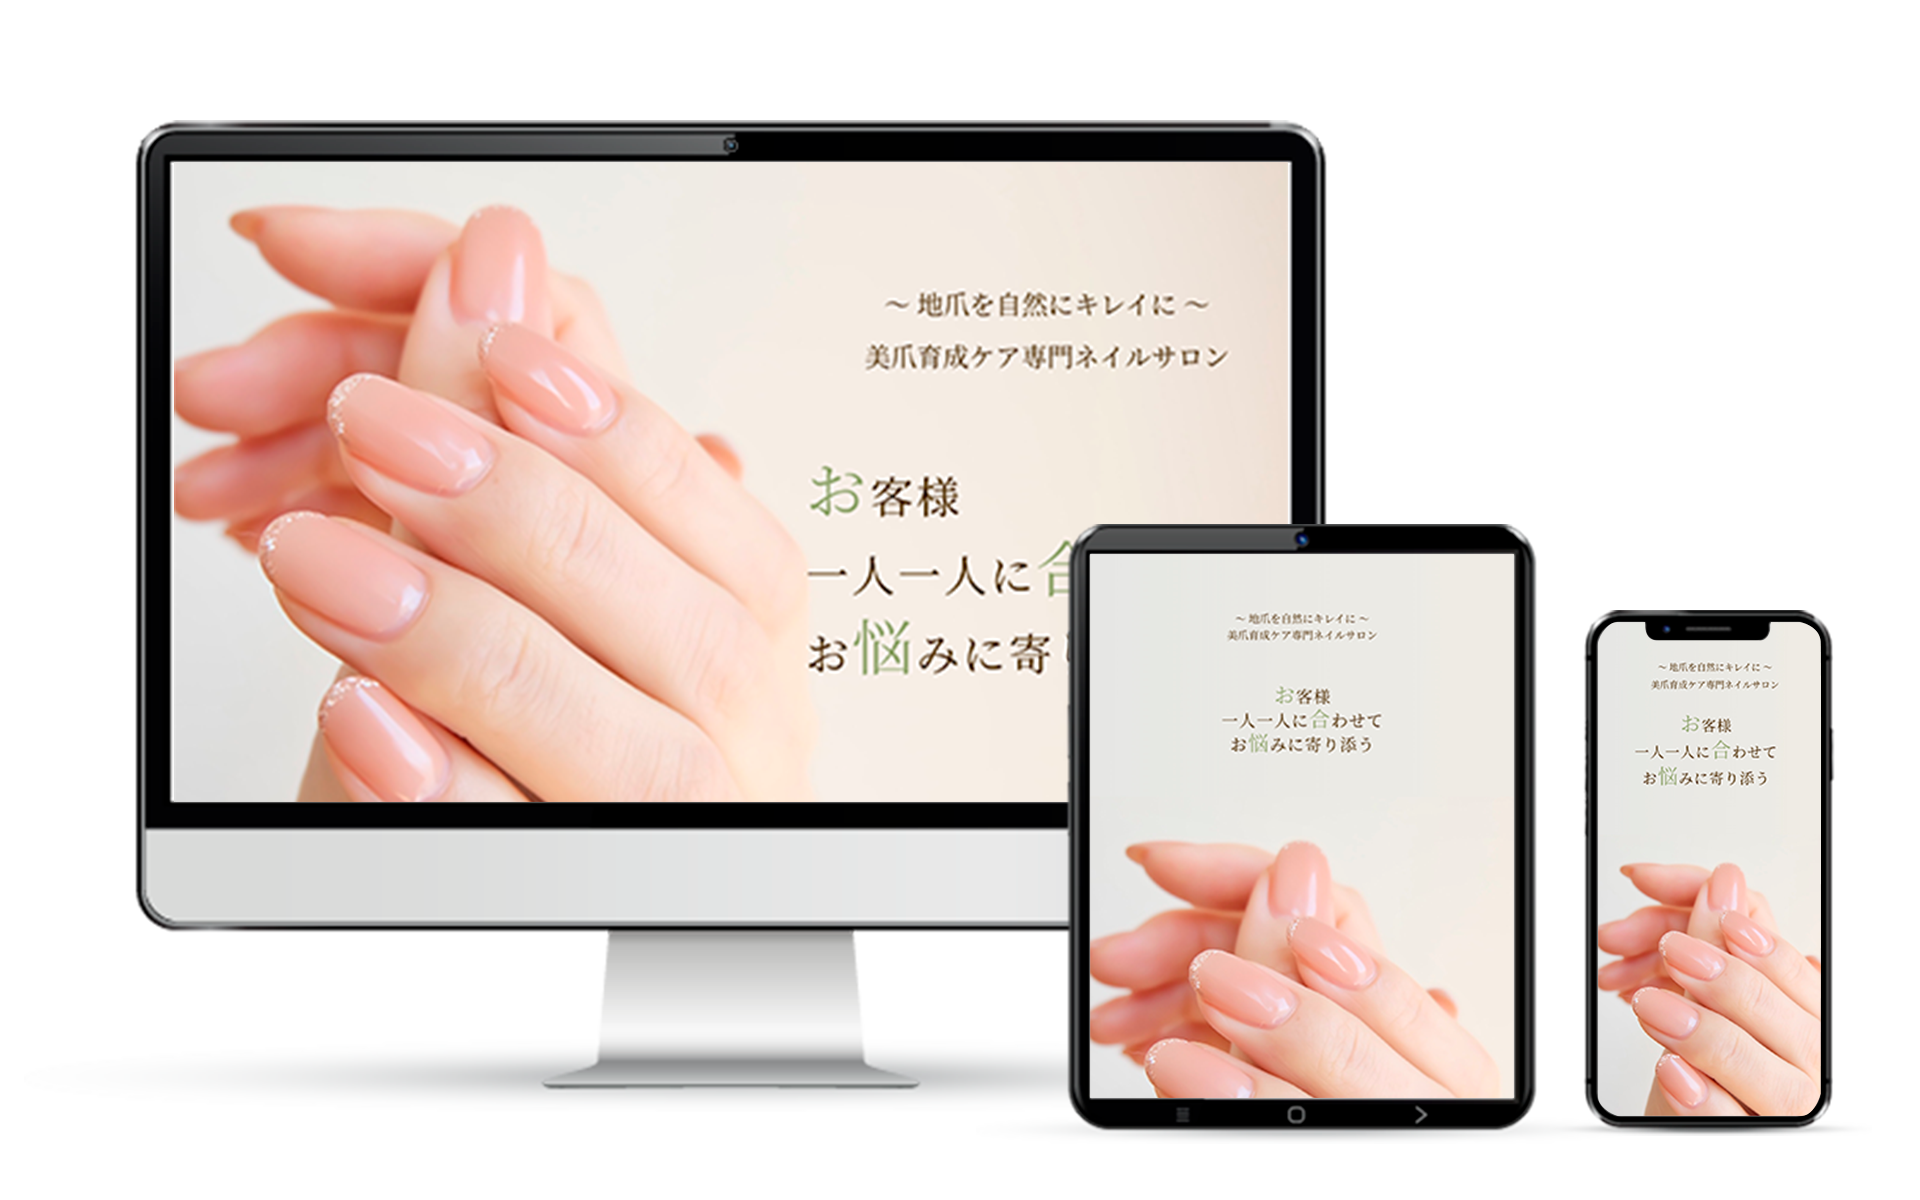 ～ 地爪を自然にキレイに ～
美爪育成ケア専門ネイルサロン
お客様
一人一人に合
お悩みに寄り
～ 地爪を自然にキレイに ～
美爪育成ケア専門ネイルサロン
お客様
一人一人に合わせて
お悩みに寄り添う
～ 地爪を自然にキレイに ～
美爪育成ケア専門ネイルサロン
お客様
一人一人に合わせて
お悩みに寄り添う